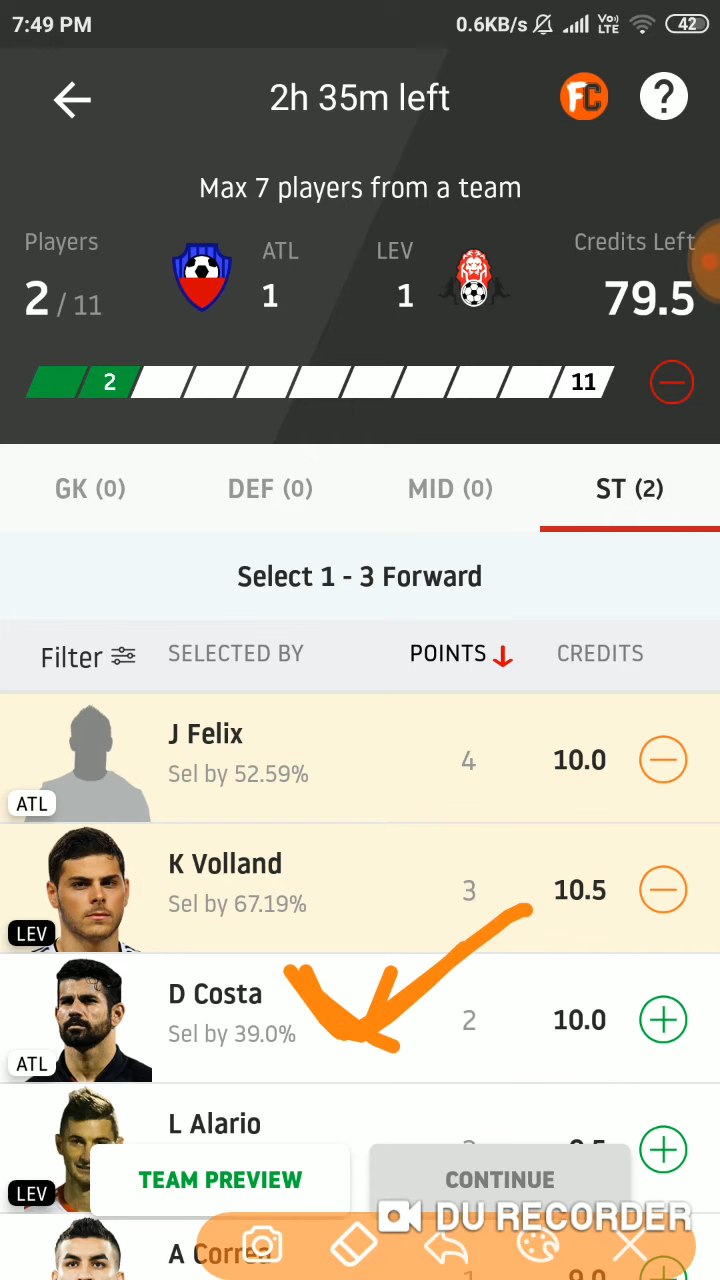 7:49 PM 0.6KB/s Vo) LTE 42
2h 35m left FC ?
Max 7 players from a team
Players ATL LEV Credits Left
2 / 11 1 1 79.5
2 11
GK (0) DEF (0) MID (0) ST (2)
Select 1 - 3 Forward
Filter SELECTED BY POINTS CREDITS
J Felix
Sel by 52.59% 4 10.0
ATL
K Volland
Sel by 67.19% 3 10.5
LEV
D Costa
Sel by 39.0% 2 10.0
ATL
L Alario
LEV
TEAM PREVIEW CONTINUE
DU RECORDER
A Correa